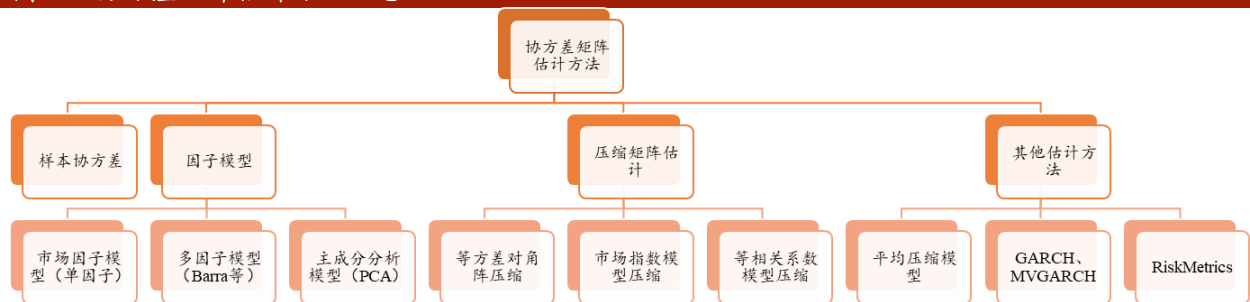 协方差矩阵
估计方法
样本协方差
因子模型
压缩矩阵估
计
其他估计方
法
市场因子模
型（单因子）
多因子模型
（Barra等）
主成分分析
模型（PCA）
等方差对角
阵压缩
市场指数模
型压缩
等相关系数
模型压缩
平均压缩模
型
GARCH、
MVGARCH
RiskMetrics